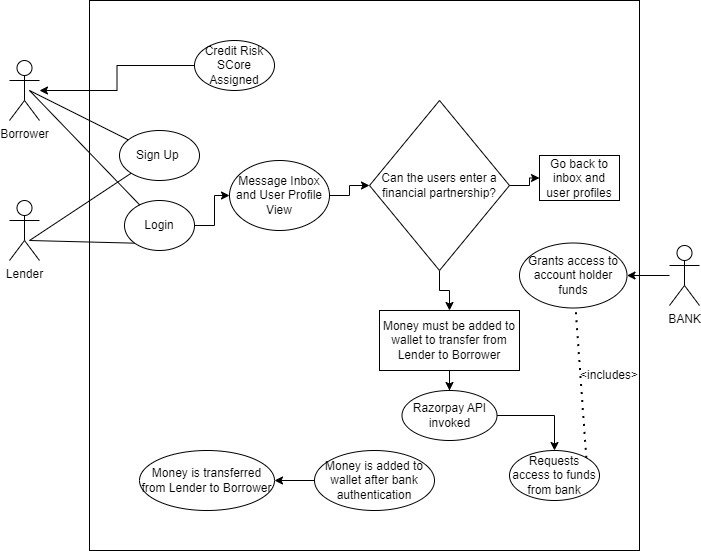 Credit Risk
SCore
Assigned
Borrower
Sign Up
Message Inbox
and User Profile
View
Can the users enter a
financial partnership?
Go back to
inbox and
user profiles
Login
Lender
Grants access to
account holder
funds
BANK
Money must be added to
wallet to transfer from
Lender to Borrower
<includes>
Razorpay API
invoked
Requests
access to funds
from bank
Money is added to
wallet after bank
authentication
Money is transferred
from Lender to Borrower